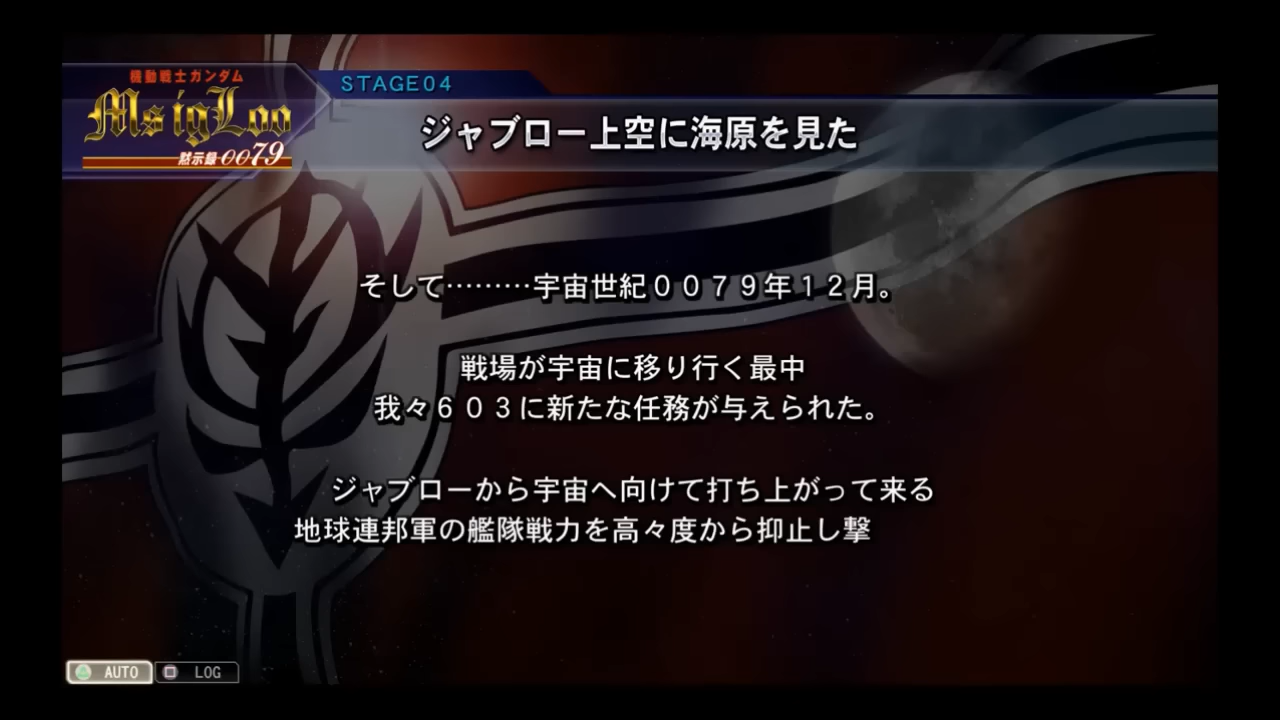 機動戦士ガンダム
MS igLoo
黙示録0079
STAGE04
ジャブロー上空に海原を見た
そして………宇宙世紀００７９年１２月。
戦場が宇宙に移り行く最中
我々６０３に新たな任務が与えられた。
ジャブローから宇宙へ向けて打ち上がって来る
地球連邦軍の艦隊戦力を高々度から抑止し撃
AUTO
LOG